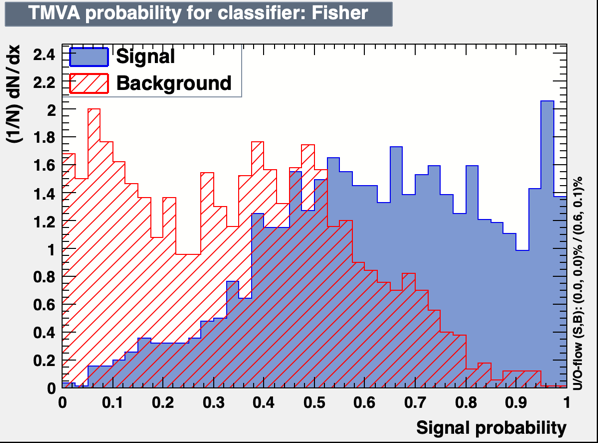 TMVA probability for classifier: Fisher
Signal
Background
(1/N) dN/dx
2.4
2.2
2
1.8
1.6
1.4
1.2
1
0.8
0.6
0.4
0.2
0
0 0.1 0.2 0.3 0.4 0.5 0.6 0.7 0.8 0.9 1
Signal probability
U/O-flow (S,B): (0.0, 0.0)% / (0.6, 0.1)%